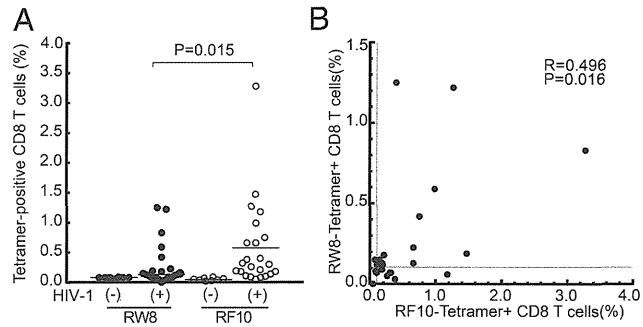 A
Tetramer-positive CD8 T cells (%)
4.0
3.5
3.0
2.5
2.0
1.5
1.0
0.5
0.0
P=0.015
HIV-1 (-) (+) (-) (+)
RW8 RF10
B
RW8-Tetramer+ CD8 T cells(%)
1.5
1.0
0.5
0
R=0.496
P=0.016
0.0 1.0 2.0 3.0 4.0
RF10-Tetramer+ CD8 T cells(%)